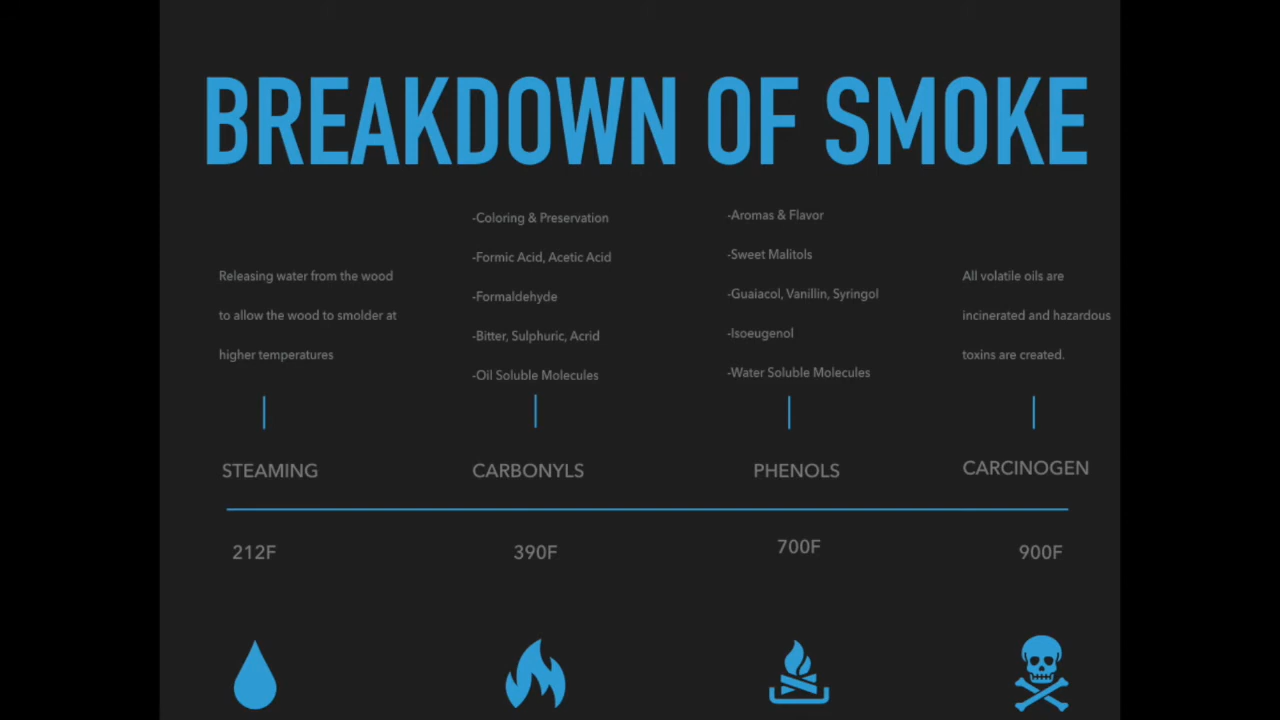 BREAKDOWN OF SMOKE
Releasing water from the wood
to allow the wood to smolder at
higher temperatures
-Coloring & Preservation
-Formic Acid, Acetic Acid
-Formaldehyde
-Bitter, Sulphuric, Acrid
-Oil Soluble Molecules
-Aromas & Flavor
-Sweet Malitols
-Guaiacol, Vanillin, Syringol
-Isoeugenol
-Water Soluble Molecules
All volatile oils are
incinerated and hazardous
toxins are created.
STEAMING
CARBONYLS
PHENOLS
CARCINOGEN
212F
390F
700F
900F